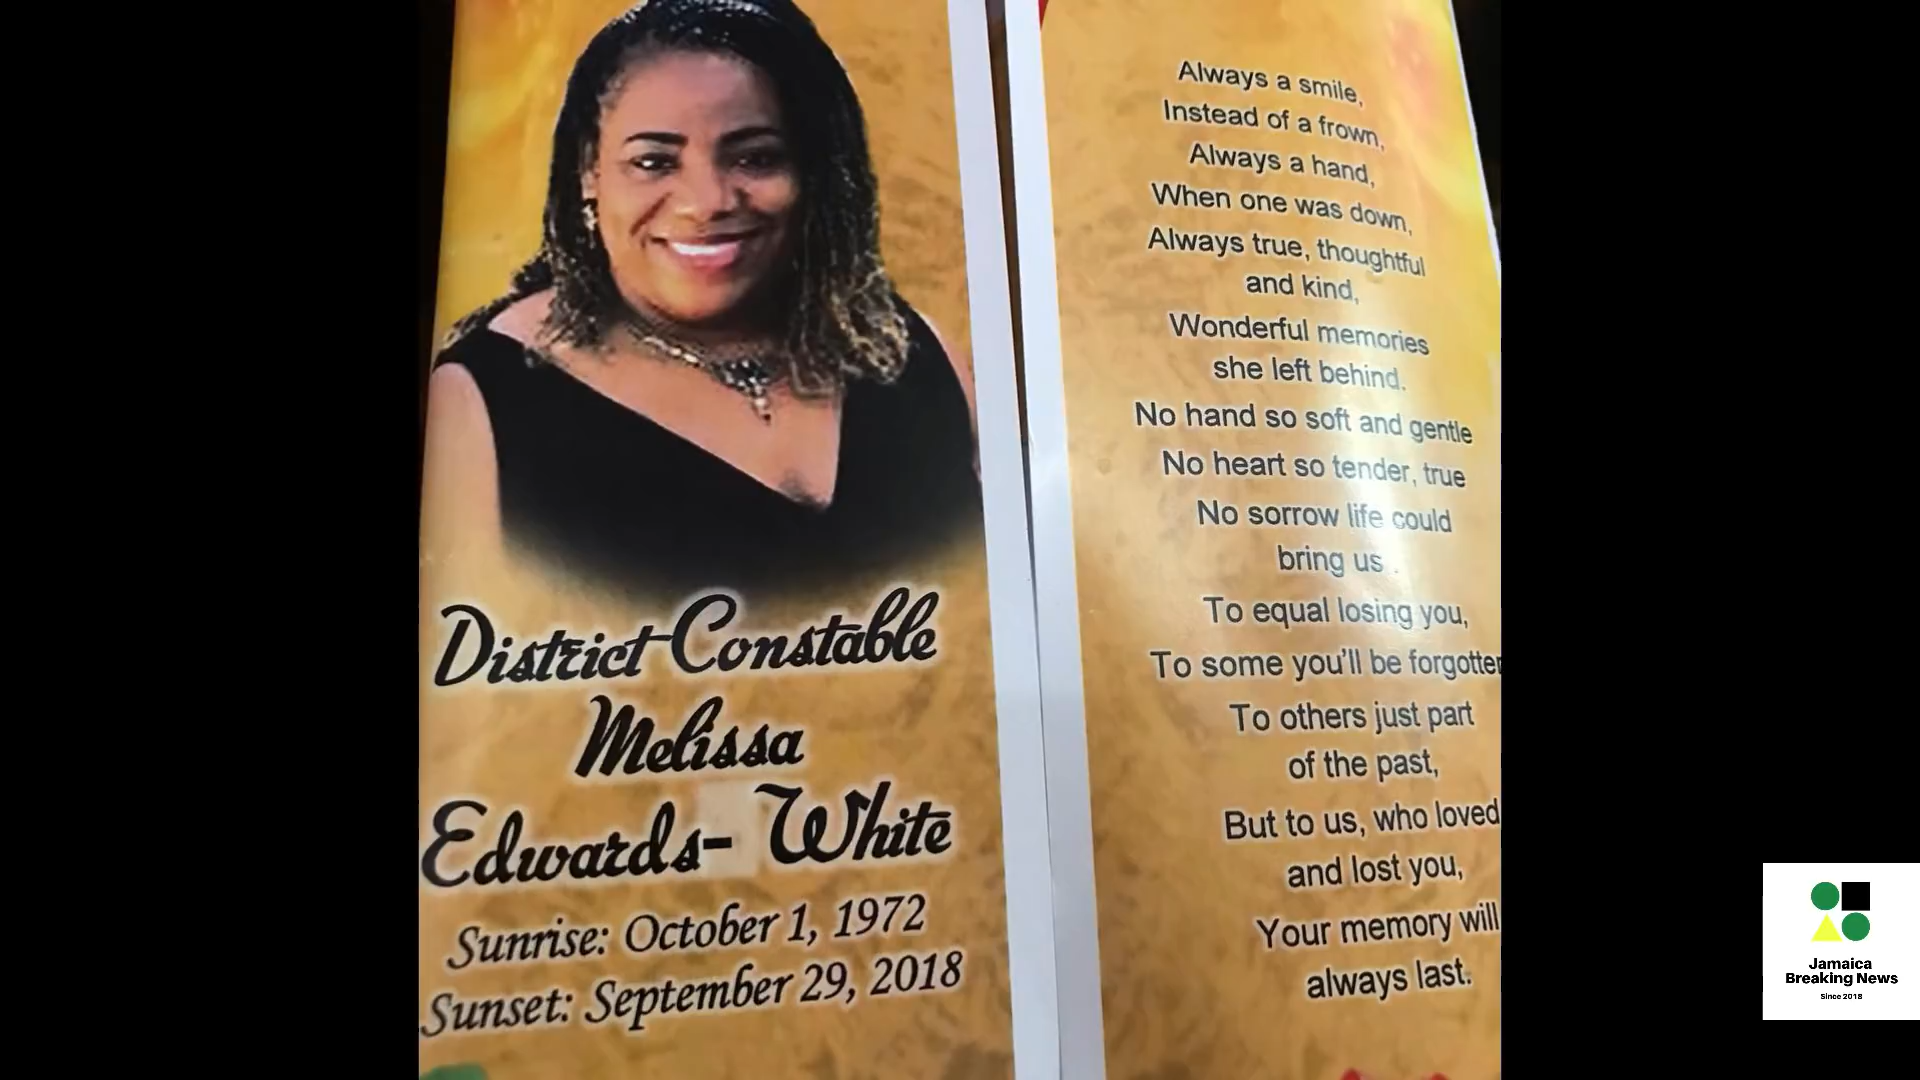 District Constable
Melissa
Edwards- White
Sunrise: October 1, 1972
Sunset: September 29, 2018
Always a smile,
Instead of a frown,
Always a hand,
When one was down,
Always true, thoughtful
and kind,
Wonderful memories
she left behind.
No hand so soft and gentle
No heart so tender, true
No sorrow life could
bring us .
To equal losing you,
To some you'll be forgotten
To others just part
of the past,
But to us, who loved
and lost you,
Your memory will
always last.
Jamaica
Breaking News
Since 2018